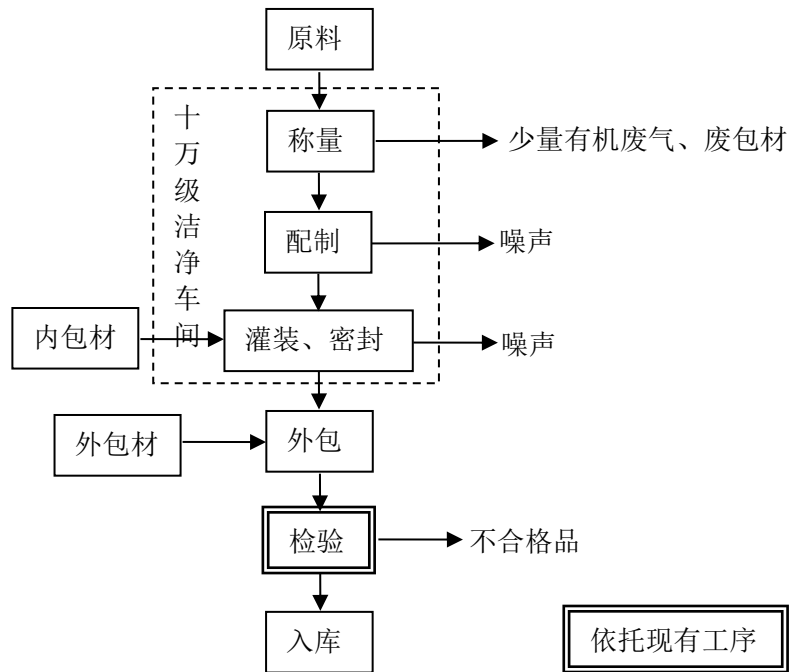 原料
十万级洁净车间
称量
少量有机废气、废包材
配制
噪声
内包材
灌装、密封
噪声
外包材
外包
检验
不合格品
入库
依托现有工序